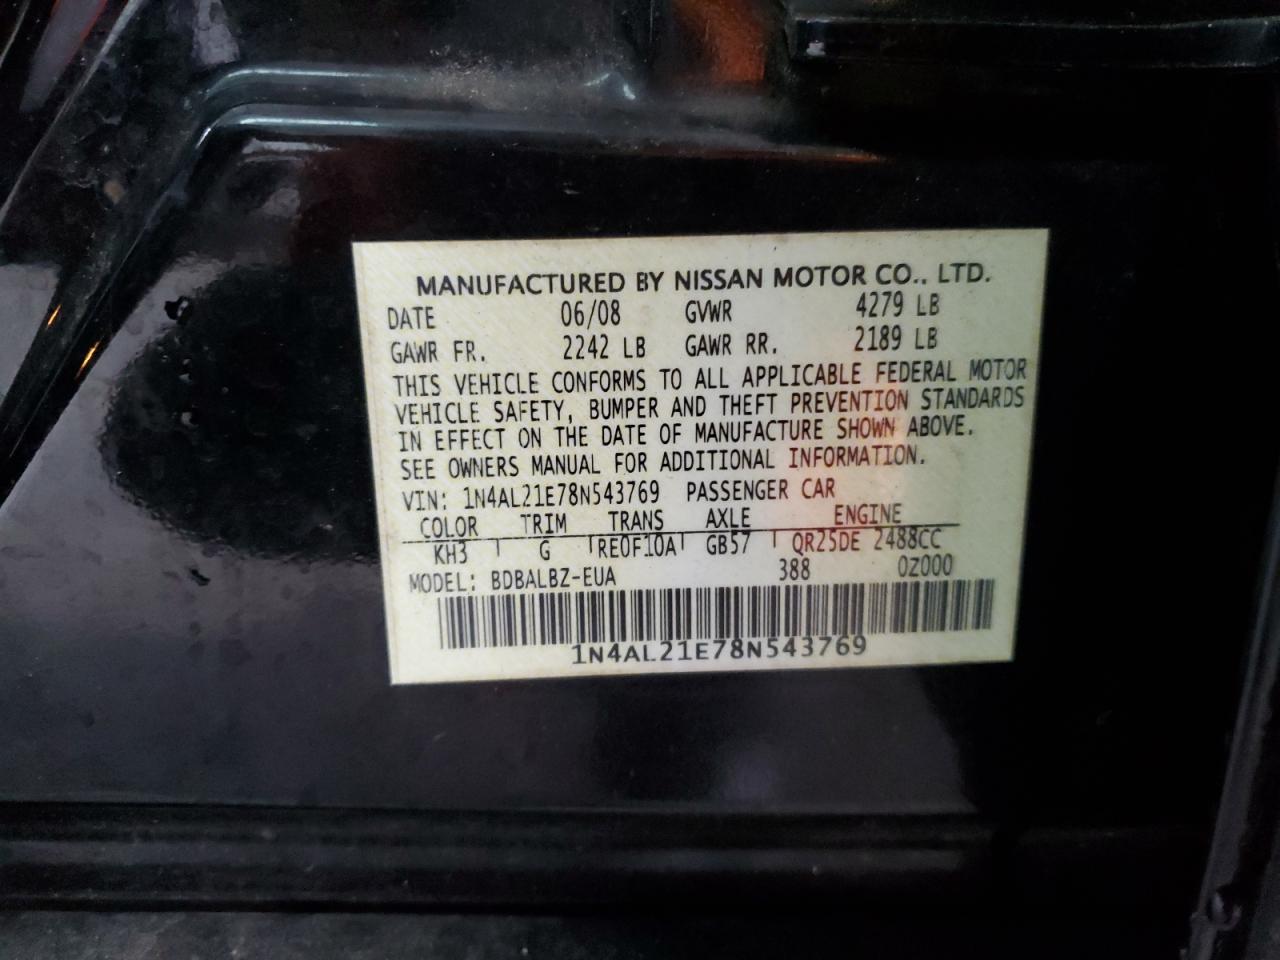 MANUFACTURED BY NISSAN MOTOR CO., LTD.
DATE 06/08 GVWR 4279 LB
GAWR FR. 2242 LB GAWR RR. 2189 LB
THIS VEHICLE CONFORMS TO ALL APPLICABLE FEDERAL MOTOR
VEHICLE SAFETY, BUMPER AND THEFT PREVENTION STANDARDS
IN EFFECT ON THE DATE OF MANUFACTURE SHOWN ABOVE.
SEE OWNERS MANUAL FOR ADDITIONAL INFORMATION.
VIN: 1N4AL21E78N543769 PASSENGER CAR
COLOR TRIM TRANS AXLE ENGINE
KH3 G RE0F10A GB57 QR25DE 2488CC
MODEL: BDBALBZ-EUA 388 0Z000
1N4AL21E78N543769